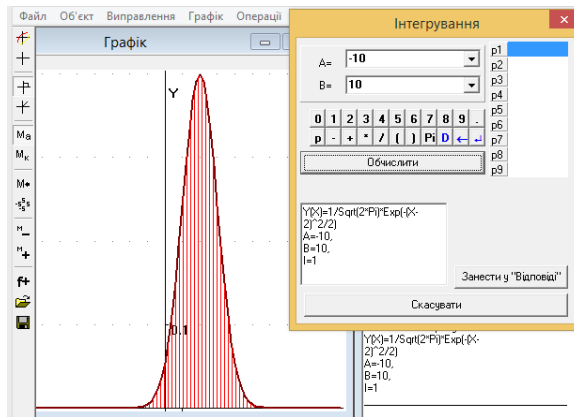 Файл Об'єкт Виправлення Графік Операції
Графік
Y
0.1
Ma
Mк
M
f+
Інтегрування
A= -10
B= 10
0 1 2 3 4 5 6 7 8 9 .
p - + * / ( ) Pi D ← ↲
Обчислити
p1
p2
p3
p4
p5
p6
p7
p8
p9
Y(X)=1/Sqrt(2*Pi)*Exp(-(X-
2)^2/2)
A=-10,
B=10,
I=1
Занести у "Відповіді"
Скасувати
Y(X)=1/Sqrt(2*Pi)*Exp(-(X-
2)^2/2)
A=-10,
B=10,
I=1